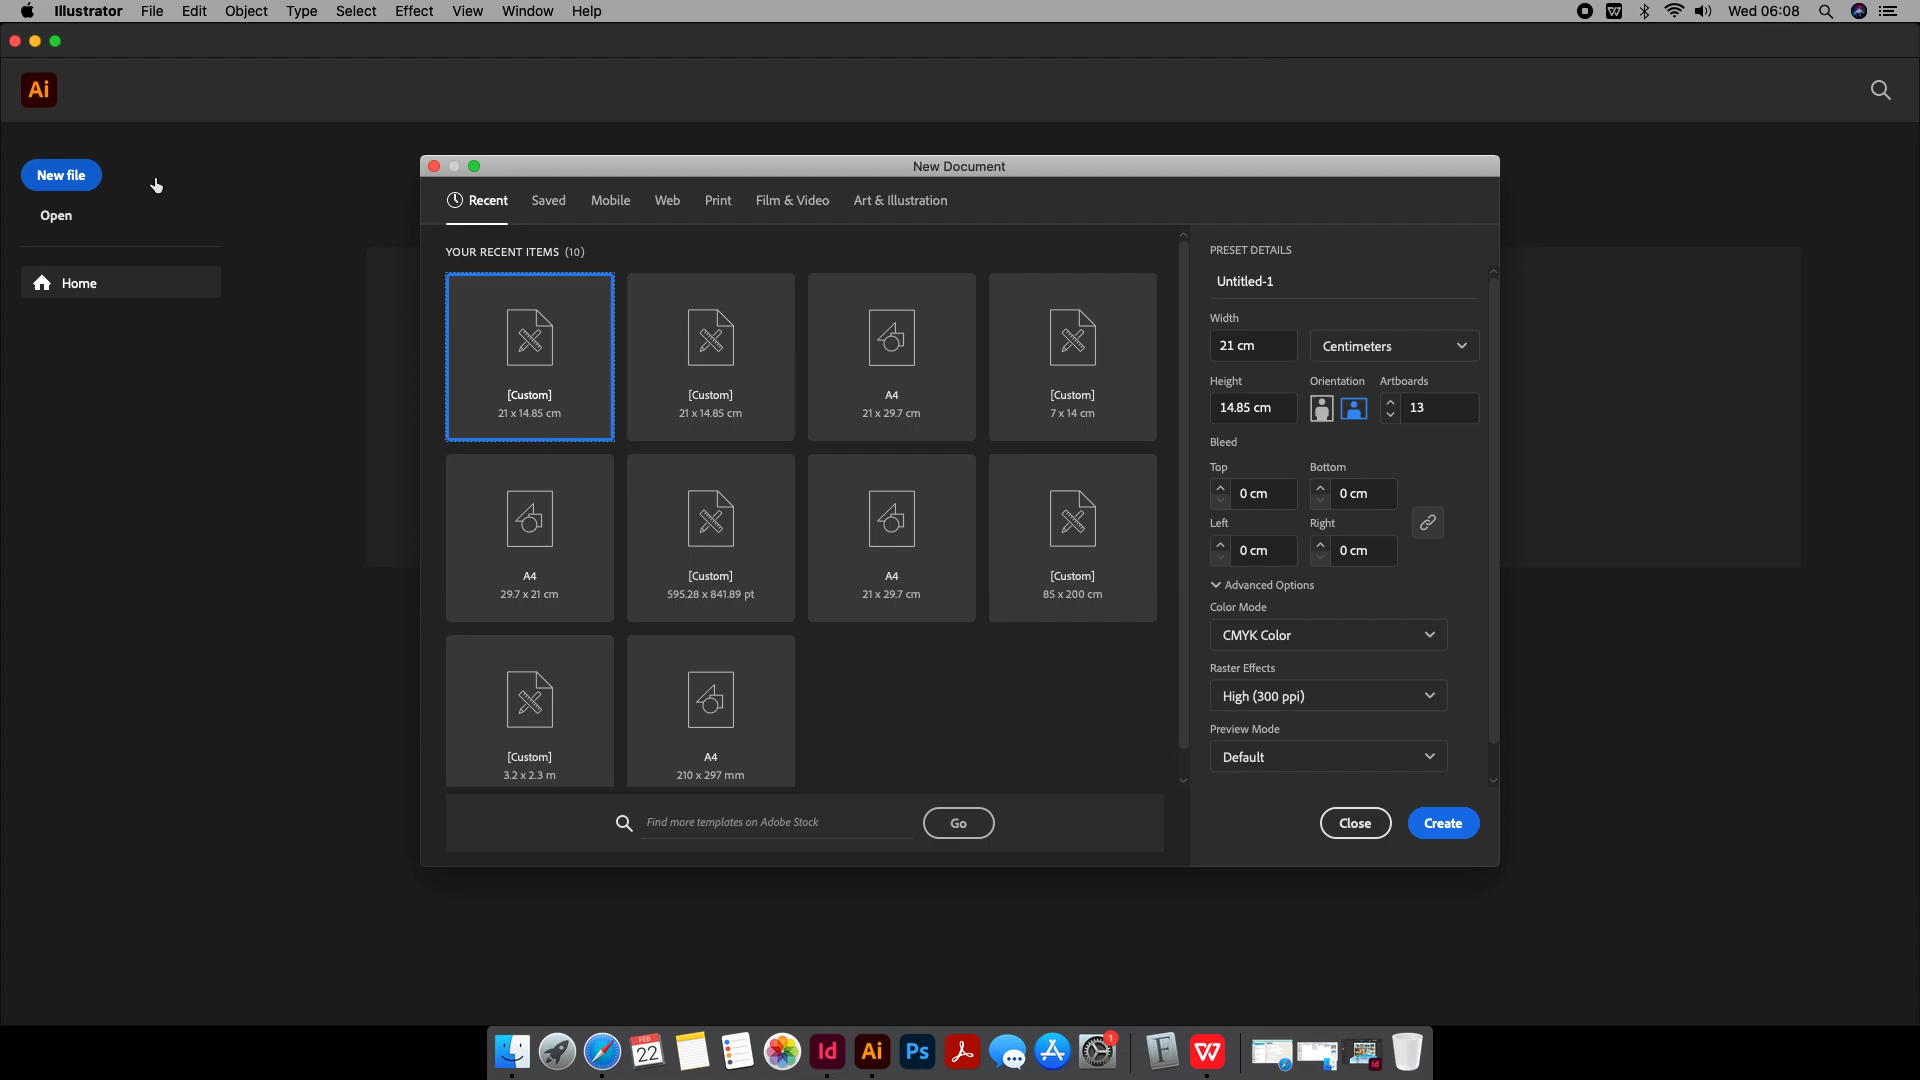 Illustrator File Edit Object Type Select Effect View Window Help Wed 06:08
Ai
New file
Open
Home
New Document
Recent Saved Mobile Web Print Film & Video Art & Illustration
YOUR RECENT ITEMS (10)
[Custom]
21 x 14.85 cm
[Custom]
21 x 14.85 cm
A4
21 x 29.7 cm
[Custom]
7 x 14 cm
A4
29.7 x 21 cm
[Custom]
595.28 x 841.89 pt
A4
21 x 29.7 cm
[Custom]
85 x 200 cm
[Custom]
3.2 x 2.3 m
A4
210 x 297 mm
Find more templates on Adobe Stock
Go
PRESET DETAILS
Untitled-1
Width
21 cm Centimeters
Height Orientation Artboards
14.85 cm 13
Bleed
Top Bottom
0 cm 0 cm
Left Right
0 cm 0 cm
Advanced Options
Color Mode
CMYK Color
Raster Effects
High (300 ppi)
Preview Mode
Default
Close Create
FEB
22
Id
Ai
Ps
1
F
W